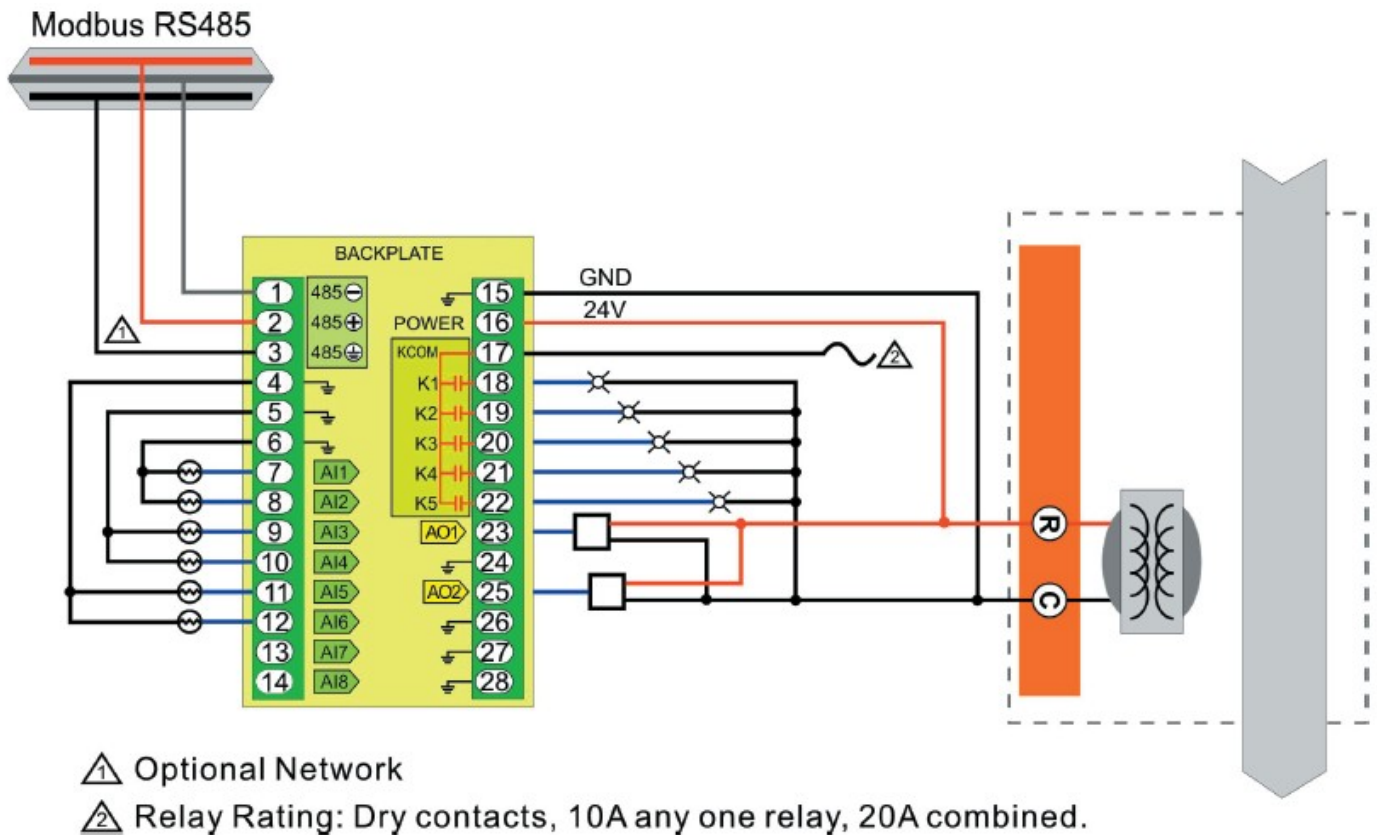 Modbus RS485
BACKPLATE
1 485⊖
2 485⊕
3 485⏚
4
5
6
7 AI1
8 AI2
9 AI3
10 AI4
11 AI5
12 AI6
13 AI7
14 AI8
15 GND
POWER 16 24V
KCOM 17 2
K1 18
K2 19
K3 20
K4 21
K5 22
AO1 23
24
AO2 25
26
27
28
1
R
C
1 Optional Network
2 Relay Rating: Dry contacts, 10A any one relay, 20A combined.